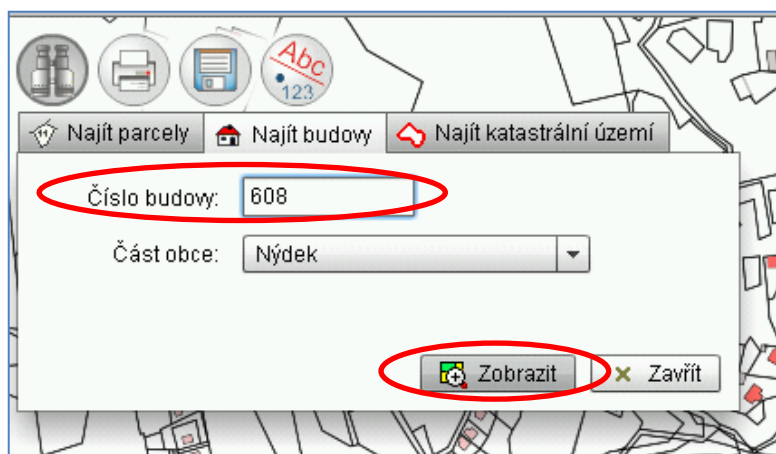 Abc
123
Najít parcely Najít budovy Najít katastrální území
Číslo budovy: 608
Část obce: Nýdek
Zobrazit Zavřít